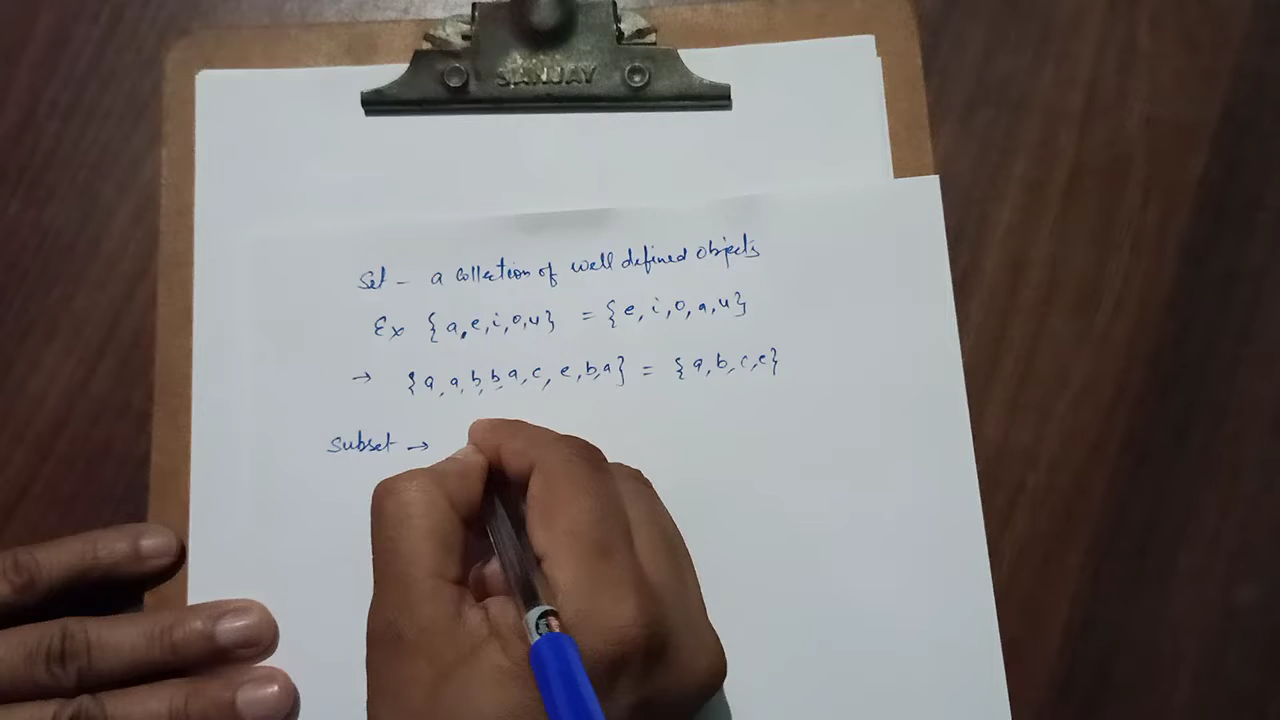 SANJAY
Set - a collection of well defined objects
Ex {a,e,i,o,u} = {e,i,o,a,u}
→ {a,a,b,b,a,c,e,b,a} = {a,b,c,e}
Subset →